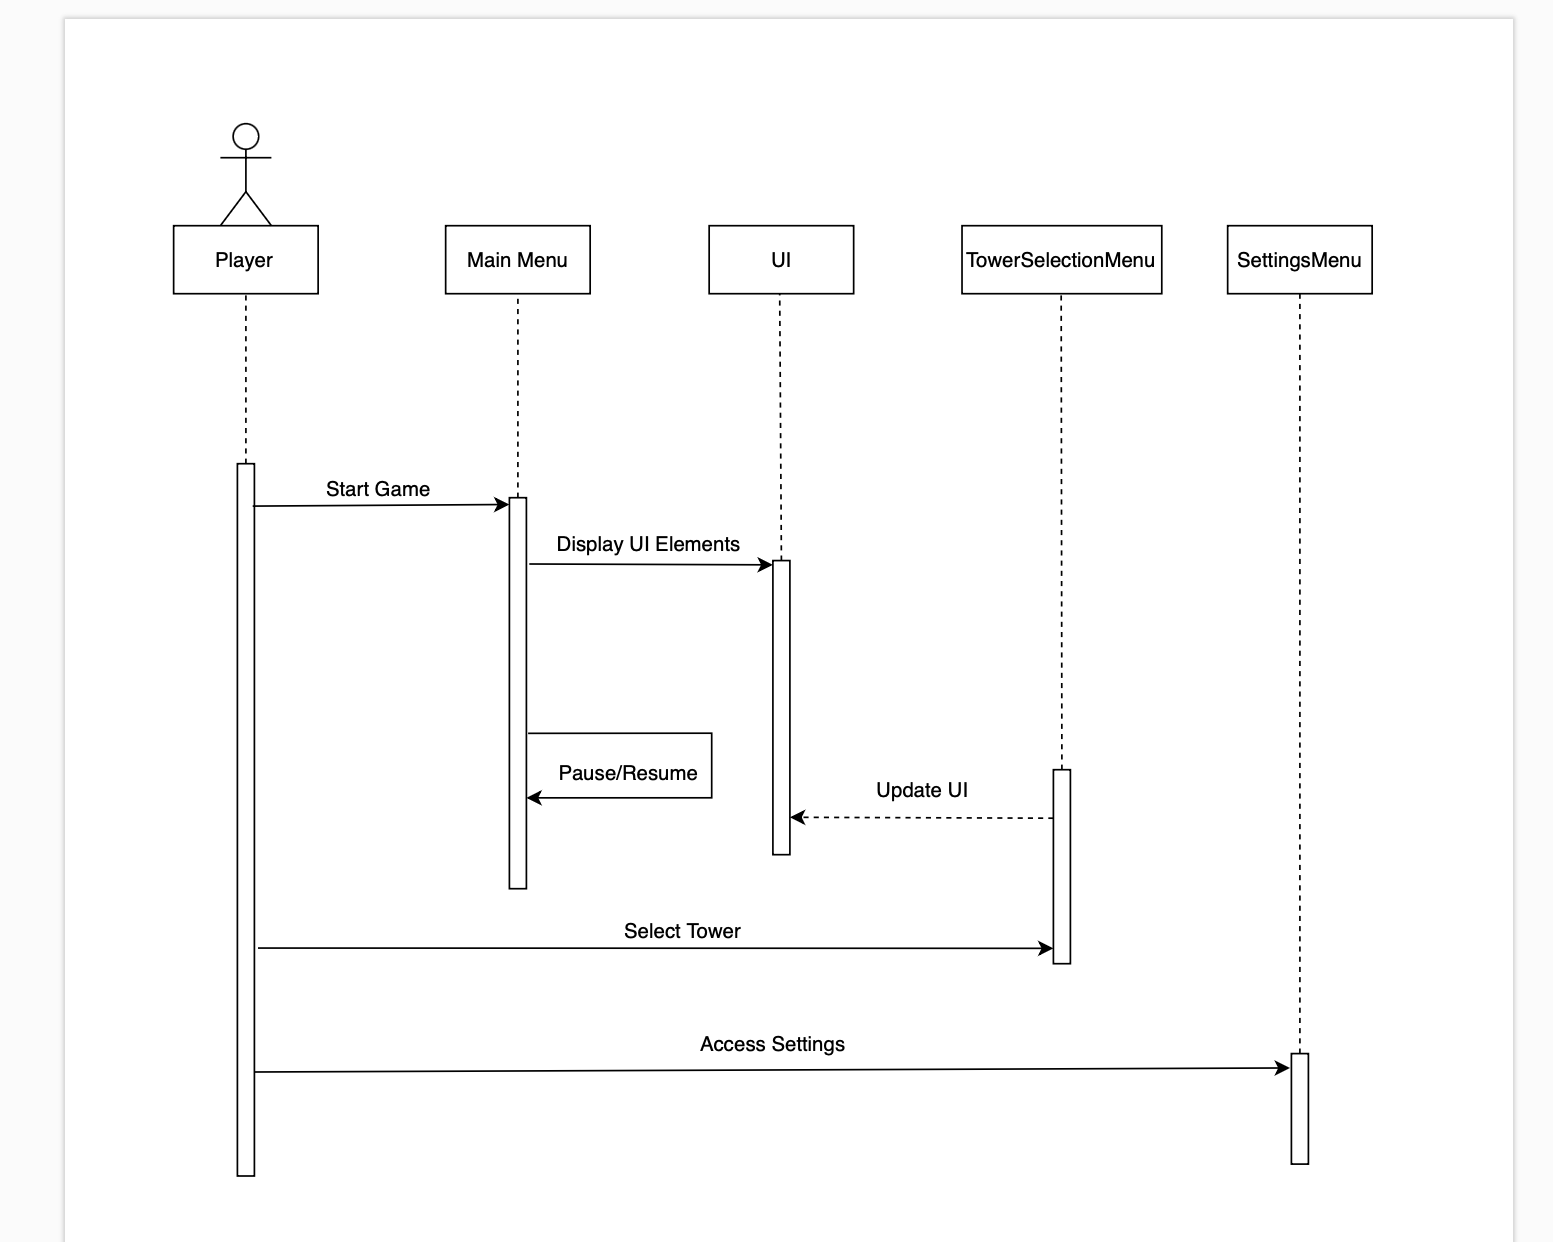 Player
Main Menu
UI
TowerSelectionMenu
SettingsMenu
Start Game
Display UI Elements
Pause/Resume
Update UI
Select Tower
Access Settings